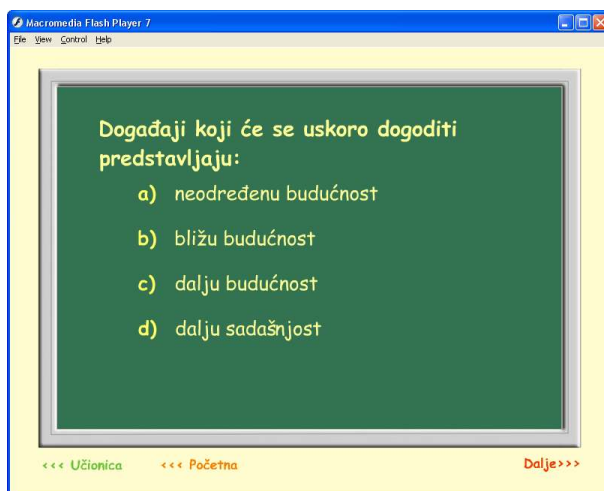 Macromedia Flash Player 7
File View Control Help
Događaji koji će se uskoro dogoditi
predstavljaju:
a) neodređenu budućnost
b) bližu budućnost
c) dalju budućnost
d) dalju sadašnjost
<<< Učionica <<< Početna Dalje>>>